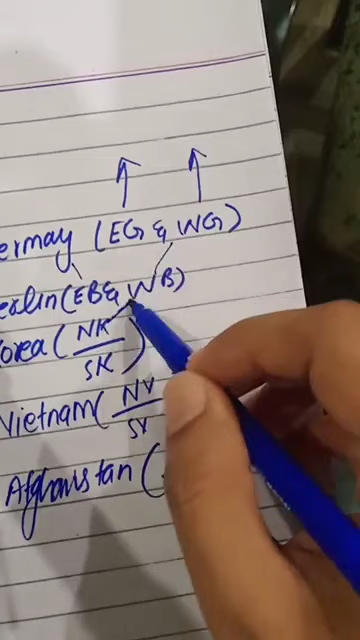 ermay (EG & WG)
erlin (EB & WB)
orea ( NK
SK )
Vietnam ( NV
SV
Afghanistan (